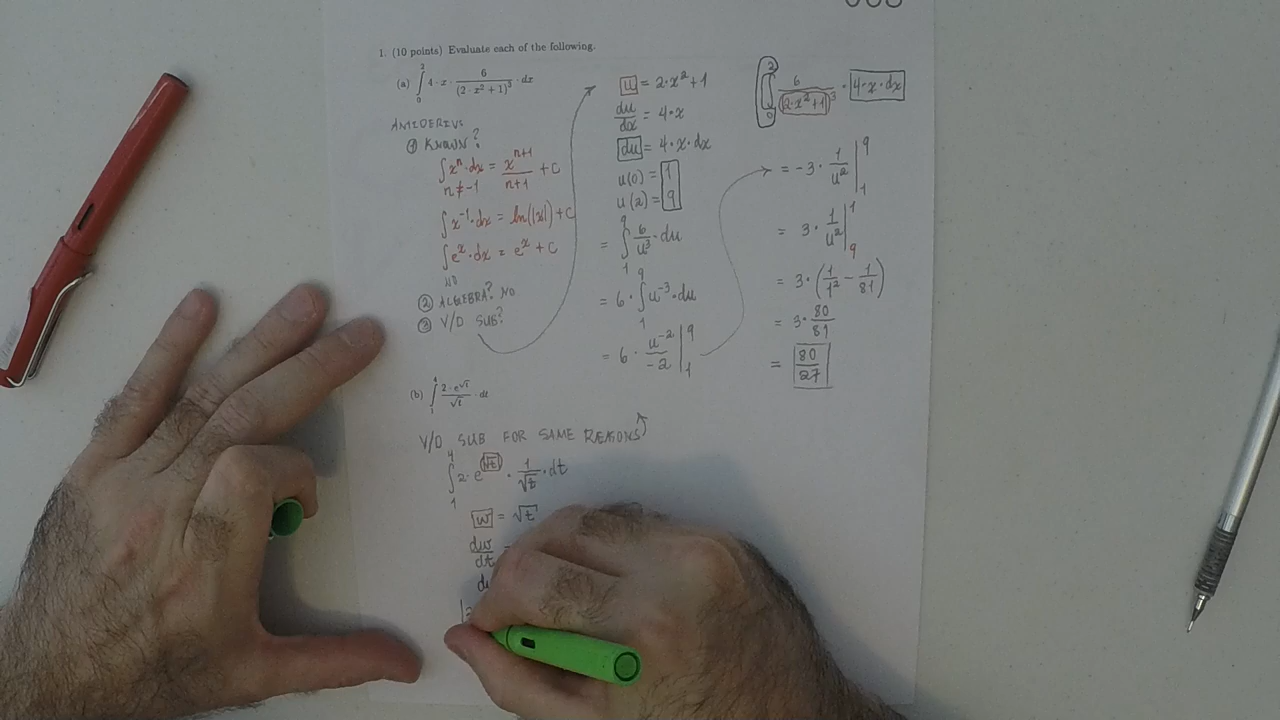 1. (10 points) Evaluate each of the following.
(a) ∫₀² 4 · x · 6/(2 · x² + 1)³ · dx
ANTIDERIVS
① KNOWN?
∫xⁿ·dx = xⁿ⁺¹/(n+1) + C
n ≠ -1
∫x⁻¹·dx = ln(|x|) + C
∫eˣ·dx = eˣ + C
NO
② ALGEBRA? NO
③ V/D SUB?
u = 2·x² + 1
du/dx = 4·x
du = 4·x·dx
u(0) = 1
u(2) = 9
= ∫₁⁹ 6/u³ · du
= 6 · ∫₁⁹ u⁻³·du
= 6 · u⁻²/-2 |₁⁹
∫₀² 6/(2·x²+1)³ · 4·x·dx
= -3 · 1/u² |₁⁹
= 3 · 1/u² |₉¹
= 3 · (1/1² - 1/81)
= 3 · 80/81
= 80/27
(b) ∫₁⁴ 2 · e^√t/√t · dt
V/D SUB FOR SAME REASONS
∫₁⁴ 2·e^√t · 1/√t · dt
w = √t
dw/dt =